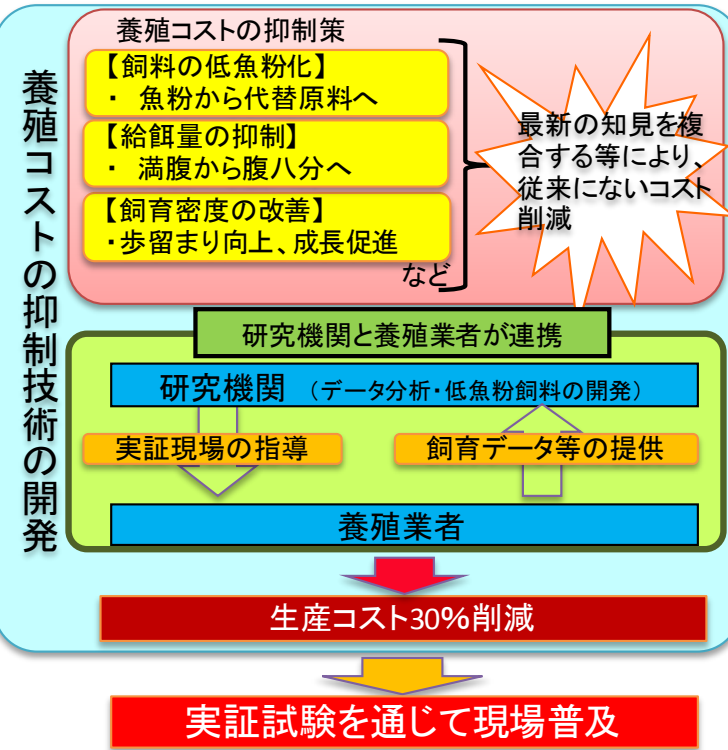 養殖コストの抑制技術の開発
養殖コストの抑制策
【飼料の低魚粉化】
・ 魚粉から代替原料へ
【給餌量の抑制】
・ 満腹から腹八分へ
【飼育密度の改善】
・歩留まり向上、成長促進
など
最新の知見を複
合する等により、
従来にないコスト
削減
研究機関と養殖業者が連携
研究機関 （データ分析・低魚粉飼料の開発）
実証現場の指導
飼育データ等の提供
養殖業者
生産コスト30％削減
実証試験を通じて現場普及